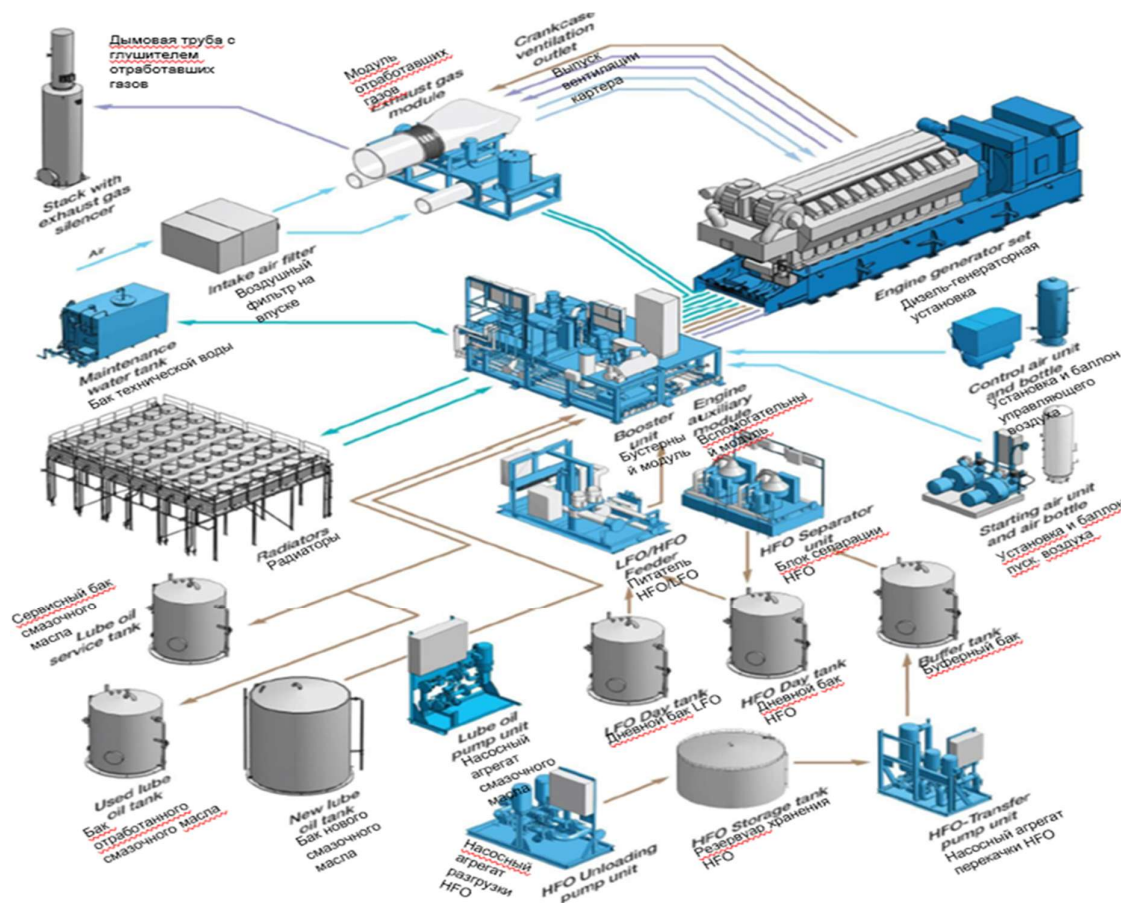 Дымовая труба с
глушителем
отработавших
газов
Stack with
exhaust gas
silencer
Модуль
отработавших
газов
Exhaust gas
module
Crankcase
ventilation
outlet
Выпуск
вентиляции
картера
Air
Intake air filter
Воздушный
фильтр на
впуске
Engine generator set
Дизель-генераторная
установка
Maintenance
water tank
Бак технической воды
Control air unit
and bottle
Установка и баллон
управляющего
воздуха
Booster
unit
Бустерны
й модуль
Engine
auxiliary
module
Вспомогательны
й модуль
Radiators
Радиаторы
Starting air unit
and air bottle
Установка и баллон
пуск. воздуха
LFO/HFO
Feeder
Питатель
HFO/LFO
HFO Separator
unit
Блок сепарации
HFO
Сервисный бак
смазочного
масла
Lube oil
service tank
Buffer tank
Буферный бак
Used lube
oil tank
Бак
отработанного
смазочного масла
New lube
oil tank
Бак нового
смазочного
масла
Lube oil
pump unit
Насосный
агрегат
смазочного
масла
LFO Day tank
Дневной бак LFO
HFO Day tank
Дневной бак
HFO
HFO Unloading
pump unit
Насосный
агрегат
разгрузки
HFO
HFO Storage tank
Резервуар хранения
HFO
HFO-Transfer
pump unit
Насосный агрегат
перекачки HFO